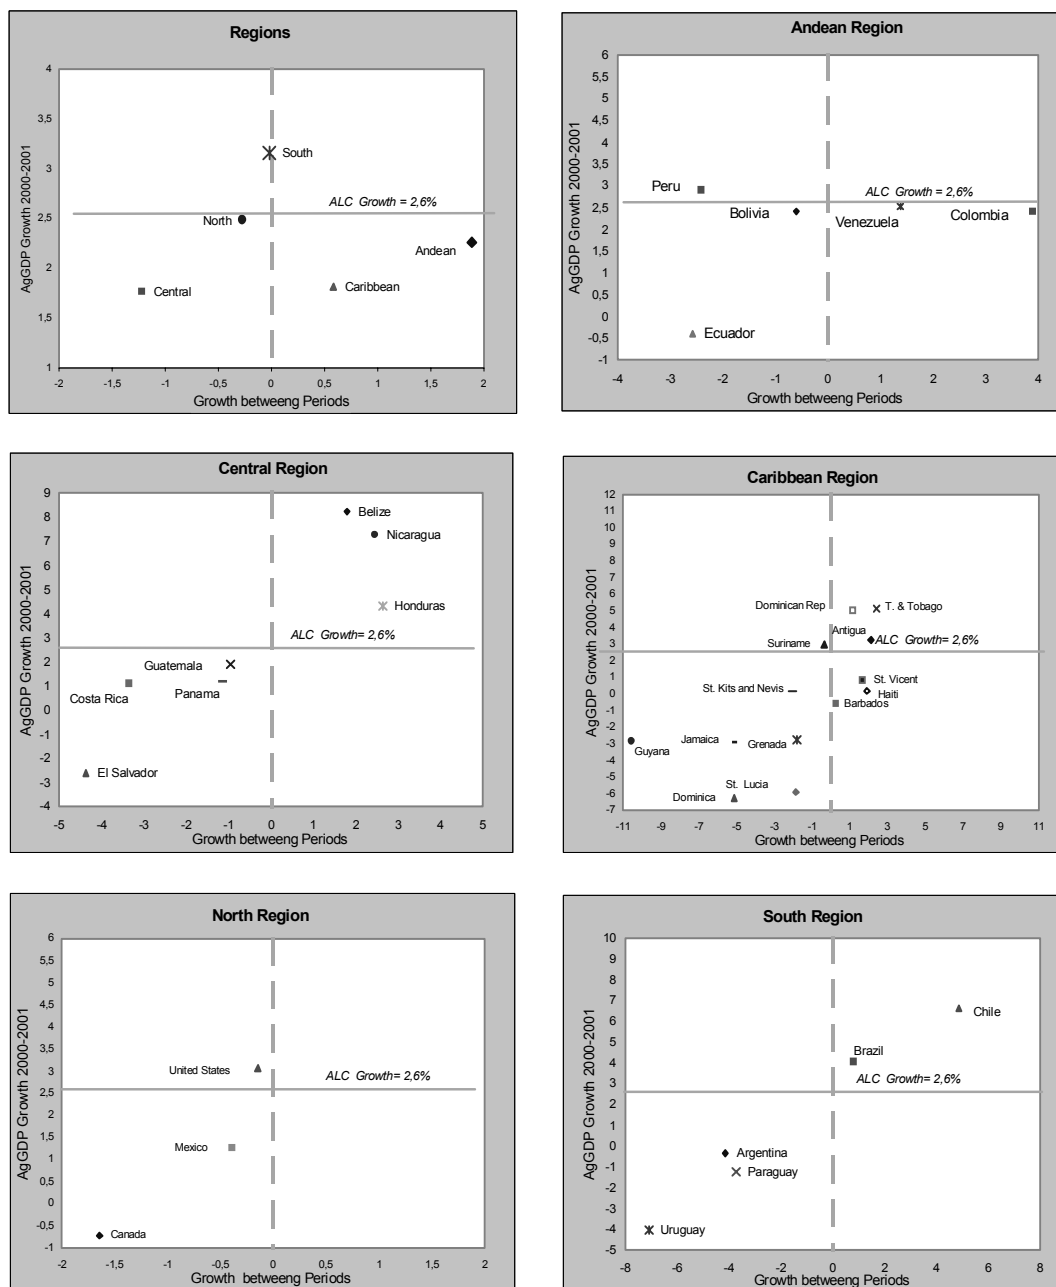 Regions
AgGDP Growth 2000-2001
4
3,5
3
2,5
2
1,5
1
South
ALC Growth = 2,6%
North
Andean
Central
Caribbean
-2
-1,5
-1
-0,5
0
0,5
1
1,5
2
Growth betweeng Periods
Andean Region
AgGDP Growth 2000-2001
6
5,5
5
4,5
4
3,5
3
2,5
2
1,5
1
0,5
0
-0,5
-1
Peru
ALC Growth = 2,6%
Bolivia
Venezuela
Colombia
Ecuador
-4
-3
-2
-1
0
1
2
3
4
Growth betweeng Periods
Central Region
AgGDP Growth 2000-2001
9
8
7
6
5
4
3
2
1
0
-1
-2
-3
-4
Belize
Nicaragua
Honduras
ALC Growth= 2,6%
Guatemala
Costa Rica
Panama
El Salvador
-5
-4
-3
-2
-1
0
1
2
3
4
5
Growth betweeng Periods
Caribbean Region
AgGDP Growth 2000-2001
12
11
10
9
8
7
6
5
4
3
2
1
0
-1
-2
-3
-4
-5
-6
-7
Dominican Rep
T. & Tobago
Antigua
Suriname
ALC Growth= 2,6%
St. Vicent
St. Kits and Nevis
Haiti
Barbados
Jamaica
Grenada
Guyana
St. Lucia
Dominica
-11
-9
-7
-5
-3
-1
1
3
5
7
9
11
Growth betweeng Periods
North Region
AgGDP Growth 2000-2001
6
5,5
5
4,5
4
3,5
3
2,5
2
1,5
1
0,5
0
-0,5
-1
United States
ALC Growth= 2,6%
Mexico
Canada
-2
-2
-1
-1
0
1
1
2
2
Growth betweeng Periods
South Region
AgGDP Growth 2000-2001
10
9
8
7
6
5
4
3
2
1
0
-1
-2
-3
-4
-5
Chile
Brazil
ALC Growth= 2,6%
Argentina
Paraguay
Uruguay
-8
-6
-4
-2
0
2
4
6
8
Growth betweeng Periods